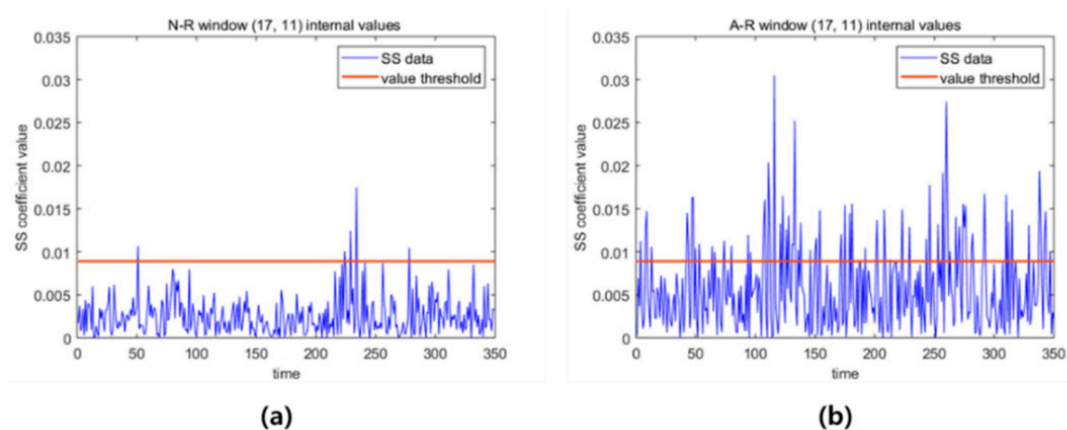 N-R window (17, 11) internal values
0.035
0.03
0.025
0.02
0.015
0.01
0.005
0
SS coefficient value
SS data
value threshold
0 50 100 150 200 250 300 350
time
(a)
A-R window (17, 11) internal values
0.035
0.03
0.025
0.02
0.015
0.01
0.005
0
SS coefficient value
SS data
value threshold
0 50 100 150 200 250 300 350
time
(b)